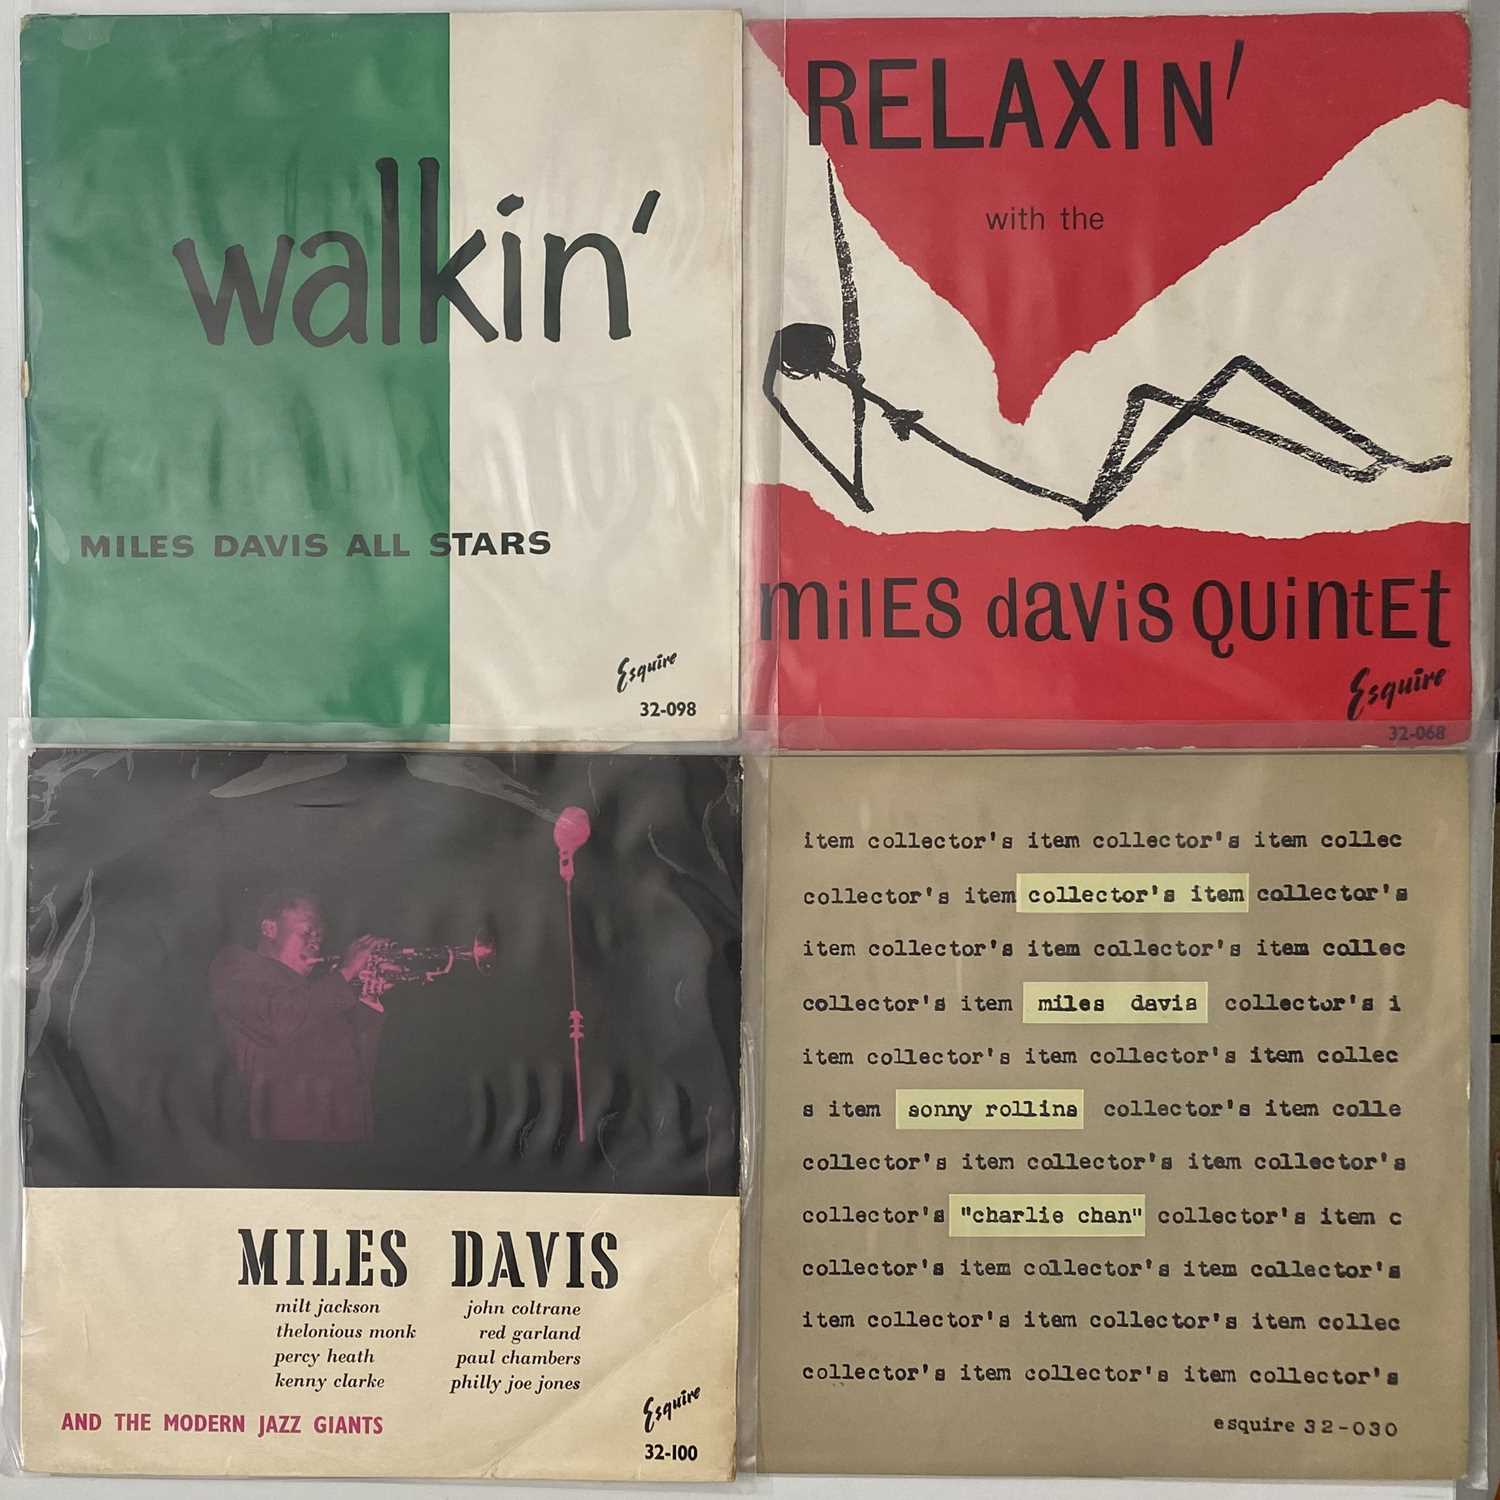 walkin'
MILES DAVIS ALL STARS
Esquire
32-098
RELAXIN'
with the
milES davis QUintEt
Esquire
32-068
MILES DAVIS
milt jackson john coltrane
thelonious monk red garland
percy heath paul chambers
kenny clarke philly joe jones
AND THE MODERN JAZZ GIANTS
Esquire
32-100
item collector's item collector's item collec
collector's item collector's item collector's
item collector's item collector's item collec
collector's item miles davis collector's i
item collector's item collector's item collec
s item sonny rollins collector's item colle
collector's item collector's item collector's
collector's "charlie chan" collector's item c
collector's item collector's item collector's
item collector's item collector's item collec
collector's item collector's item collector's
esquire 32-030